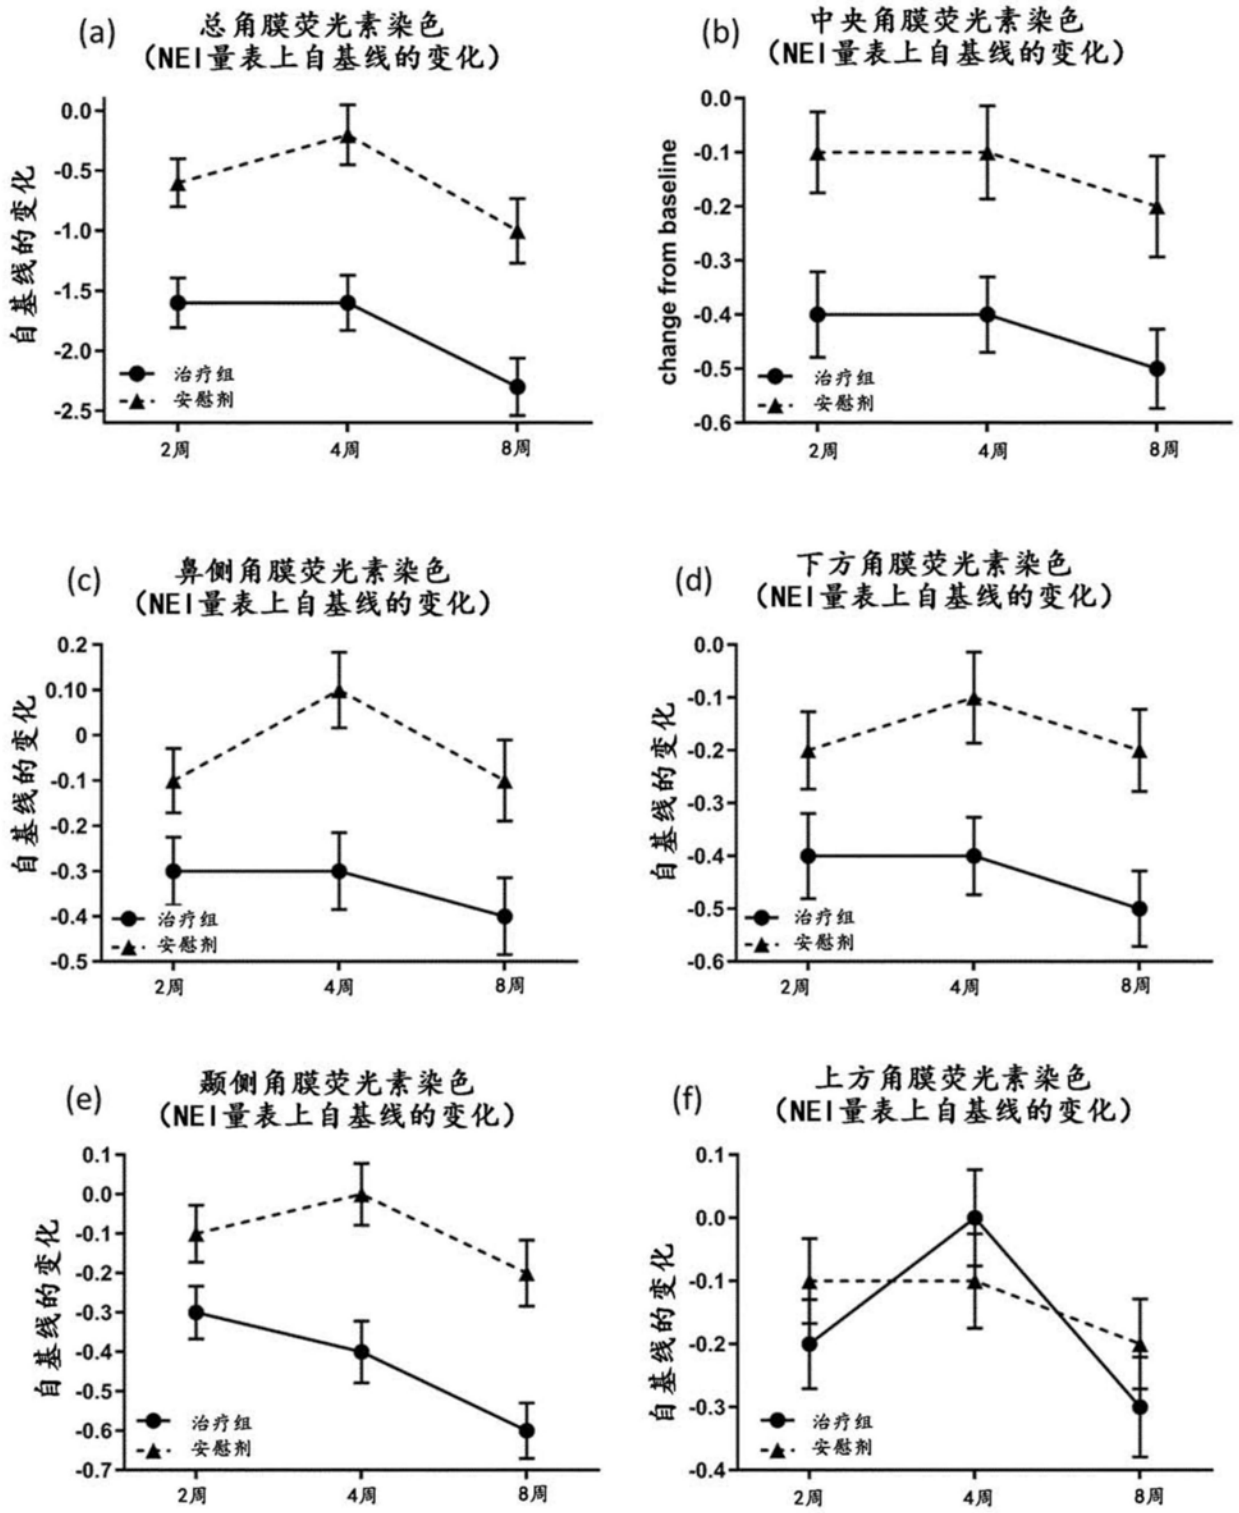 (a)
总角膜荧光素染色
(NEI量表上自基线的变化)
自基线的变化
0.0
-0.5
-1.0
-1.5
-2.0
-2.5
治疗组
安慰剂
2周
4周
8周
(b)
中央角膜荧光素染色
(NEI量表上自基线的变化)
change from baseline
0.0
-0.1
-0.2
-0.3
-0.4
-0.5
-0.6
治疗组
安慰剂
2周
4周
8周
(c)
鼻侧角膜荧光素染色
(NEI量表上自基线的变化)
自基线的变化
0.2
0.10
0
-0.1
-0.2
-0.3
-0.4
-0.5
治疗组
安慰剂
2周
4周
8周
(d)
下方角膜荧光素染色
(NEI量表上自基线的变化)
自基线的变化
0.0
-0.1
-0.2
-0.3
-0.4
-0.5
-0.6
治疗组
安慰剂
2周
4周
8周
(e)
颞侧角膜荧光素染色
(NEI量表上自基线的变化)
自基线的变化
0.1
0.0
-0.1
-0.2
-0.3
-0.4
-0.5
-0.6
-0.7
治疗组
安慰剂
2周
4周
8周
(f)
上方角膜荧光素染色
(NEI量表上自基线的变化)
自基线的变化
0.1
0.0
-0.1
-0.2
-0.3
-0.4
治疗组
安慰剂
2周
4周
8周